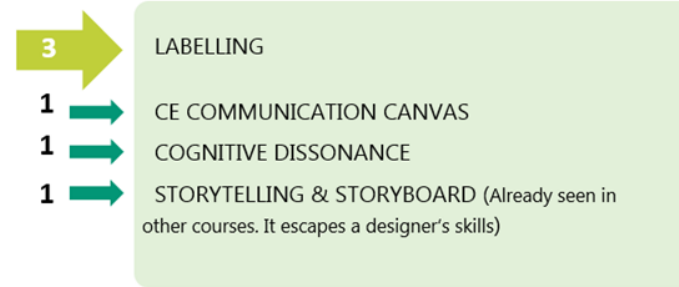 3 LABELLING
1 CE COMMUNICATION CANVAS
1 COGNITIVE DISSONANCE
1 STORYTELLING & STORYBOARD (Already seen in
other courses. It escapes a designer's skills)